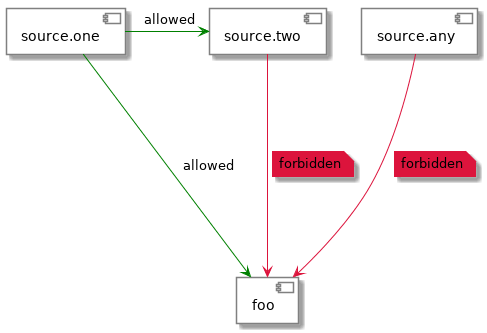 allowed
source.one
source.two
source.any
forbidden
forbidden
allowed
foo